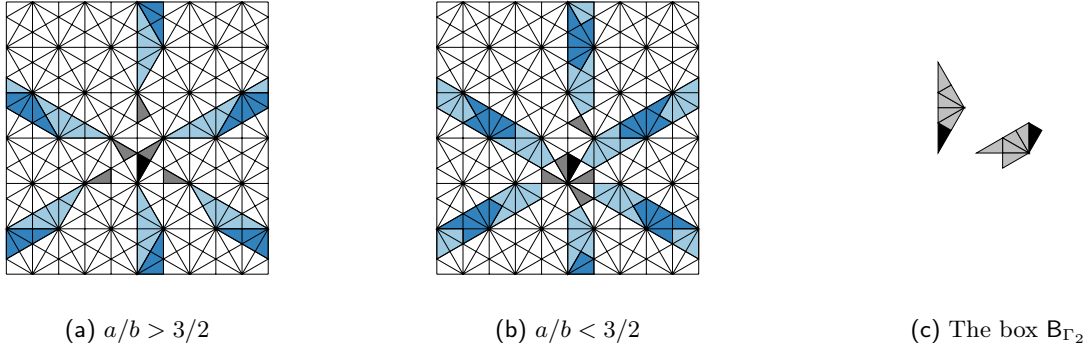 (a) a/b > 3/2
(b) a/b < 3/2
(c) The box B_{Γ_2}